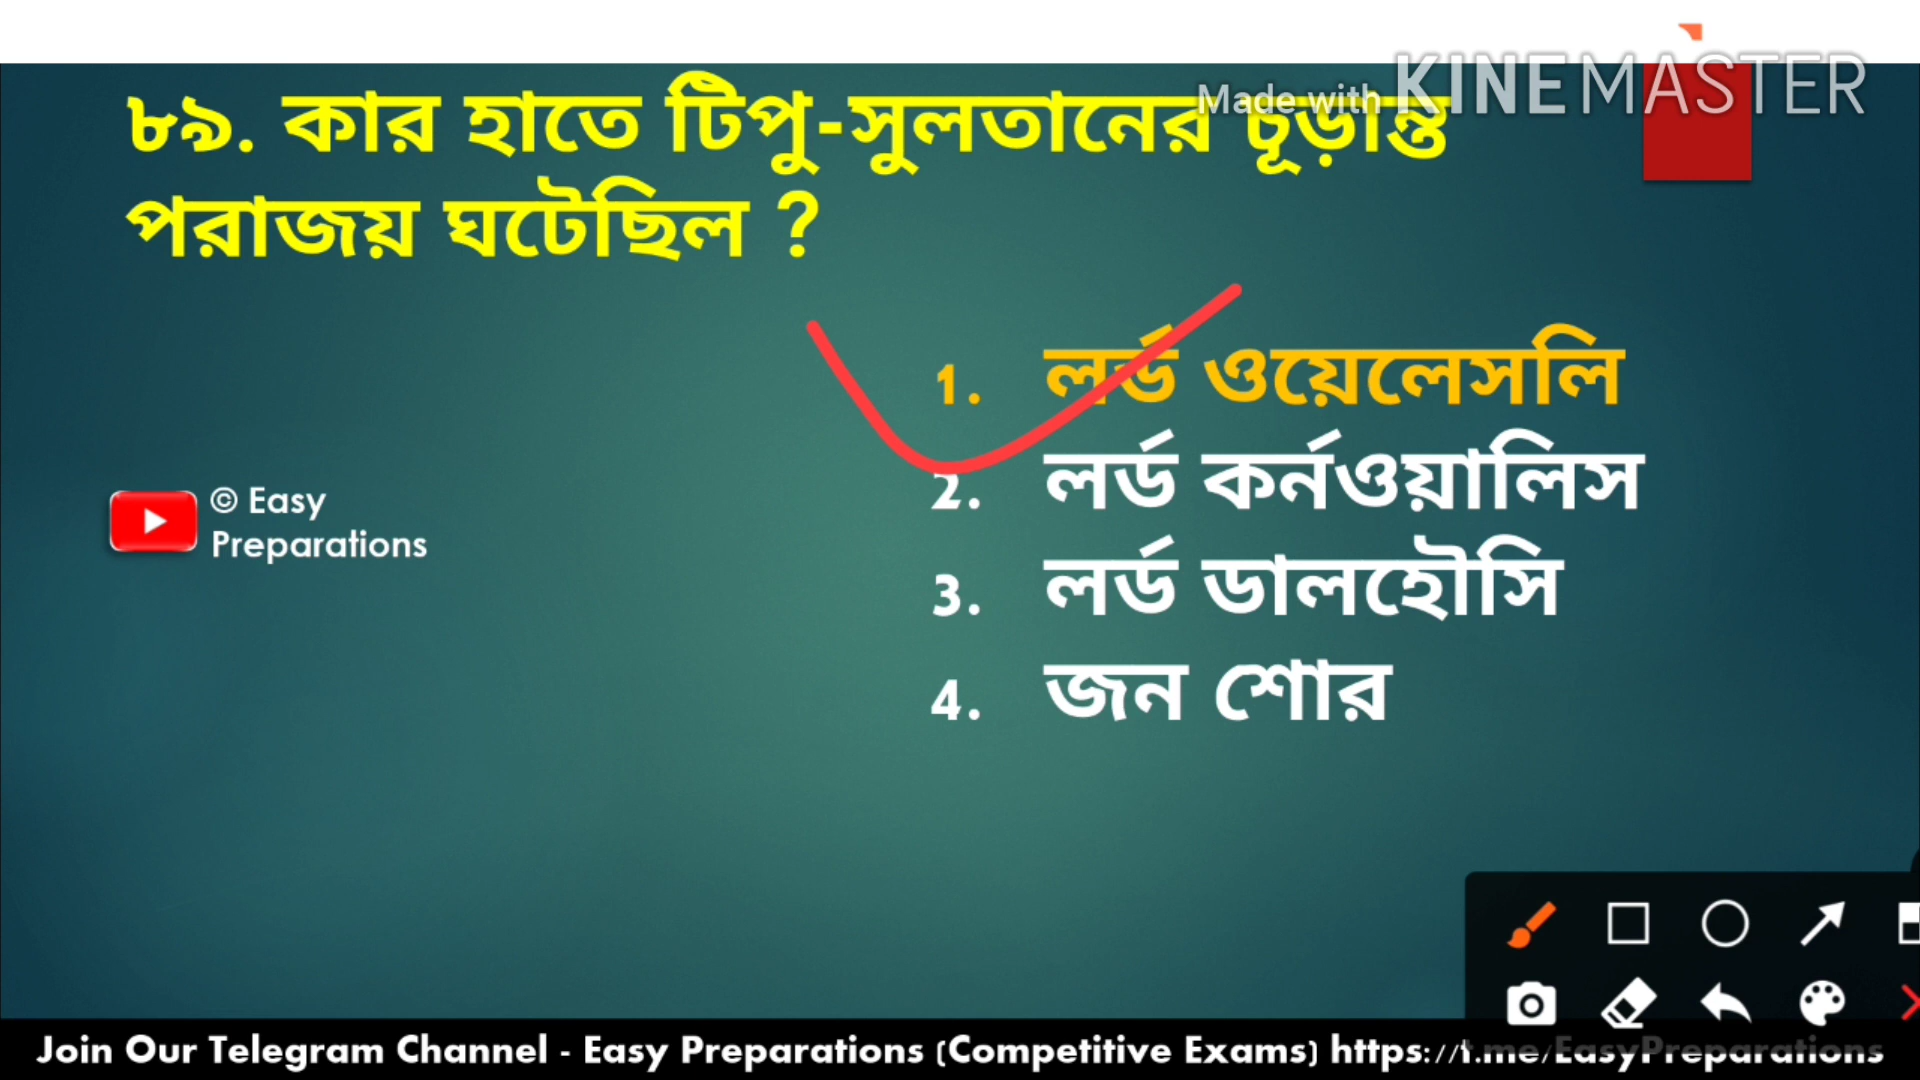 Made with KINEMASTER
৮৯. কার হাতে টিপু-সুলতানের চূড়ান্ত
পরাজয় ঘটেছিল ?
1. লর্ড ওয়েলেসলি
2. লর্ড কর্নওয়ালিস
3. লর্ড ডালহৌসি
4. জন শোর
© Easy
Preparations
Join Our Telegram Channel - Easy Preparations (Competitive Exams) https://t.me/EasyPreparations